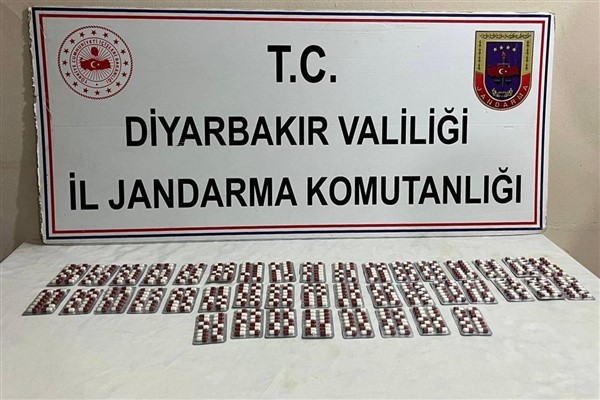 T.C.
DİYARBAKIR VALİLİĞİ
İL JANDARMA KOMUTANLIĞI
JANDARMA